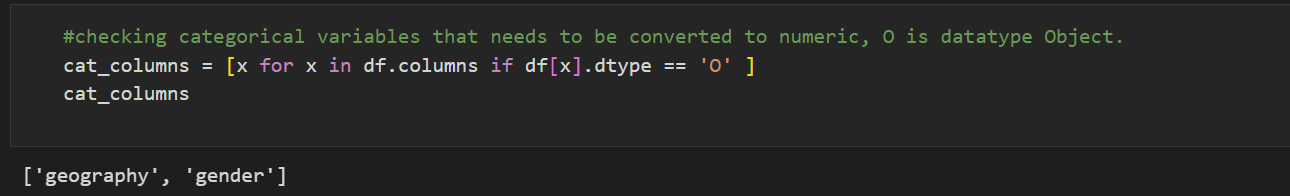 #checking categorical variables that needs to be converted to numeric, O is datatype Object.
cat_columns = [x for x in df.columns if df[x].dtype == 'O' ]
cat_columns
['geography', 'gender']